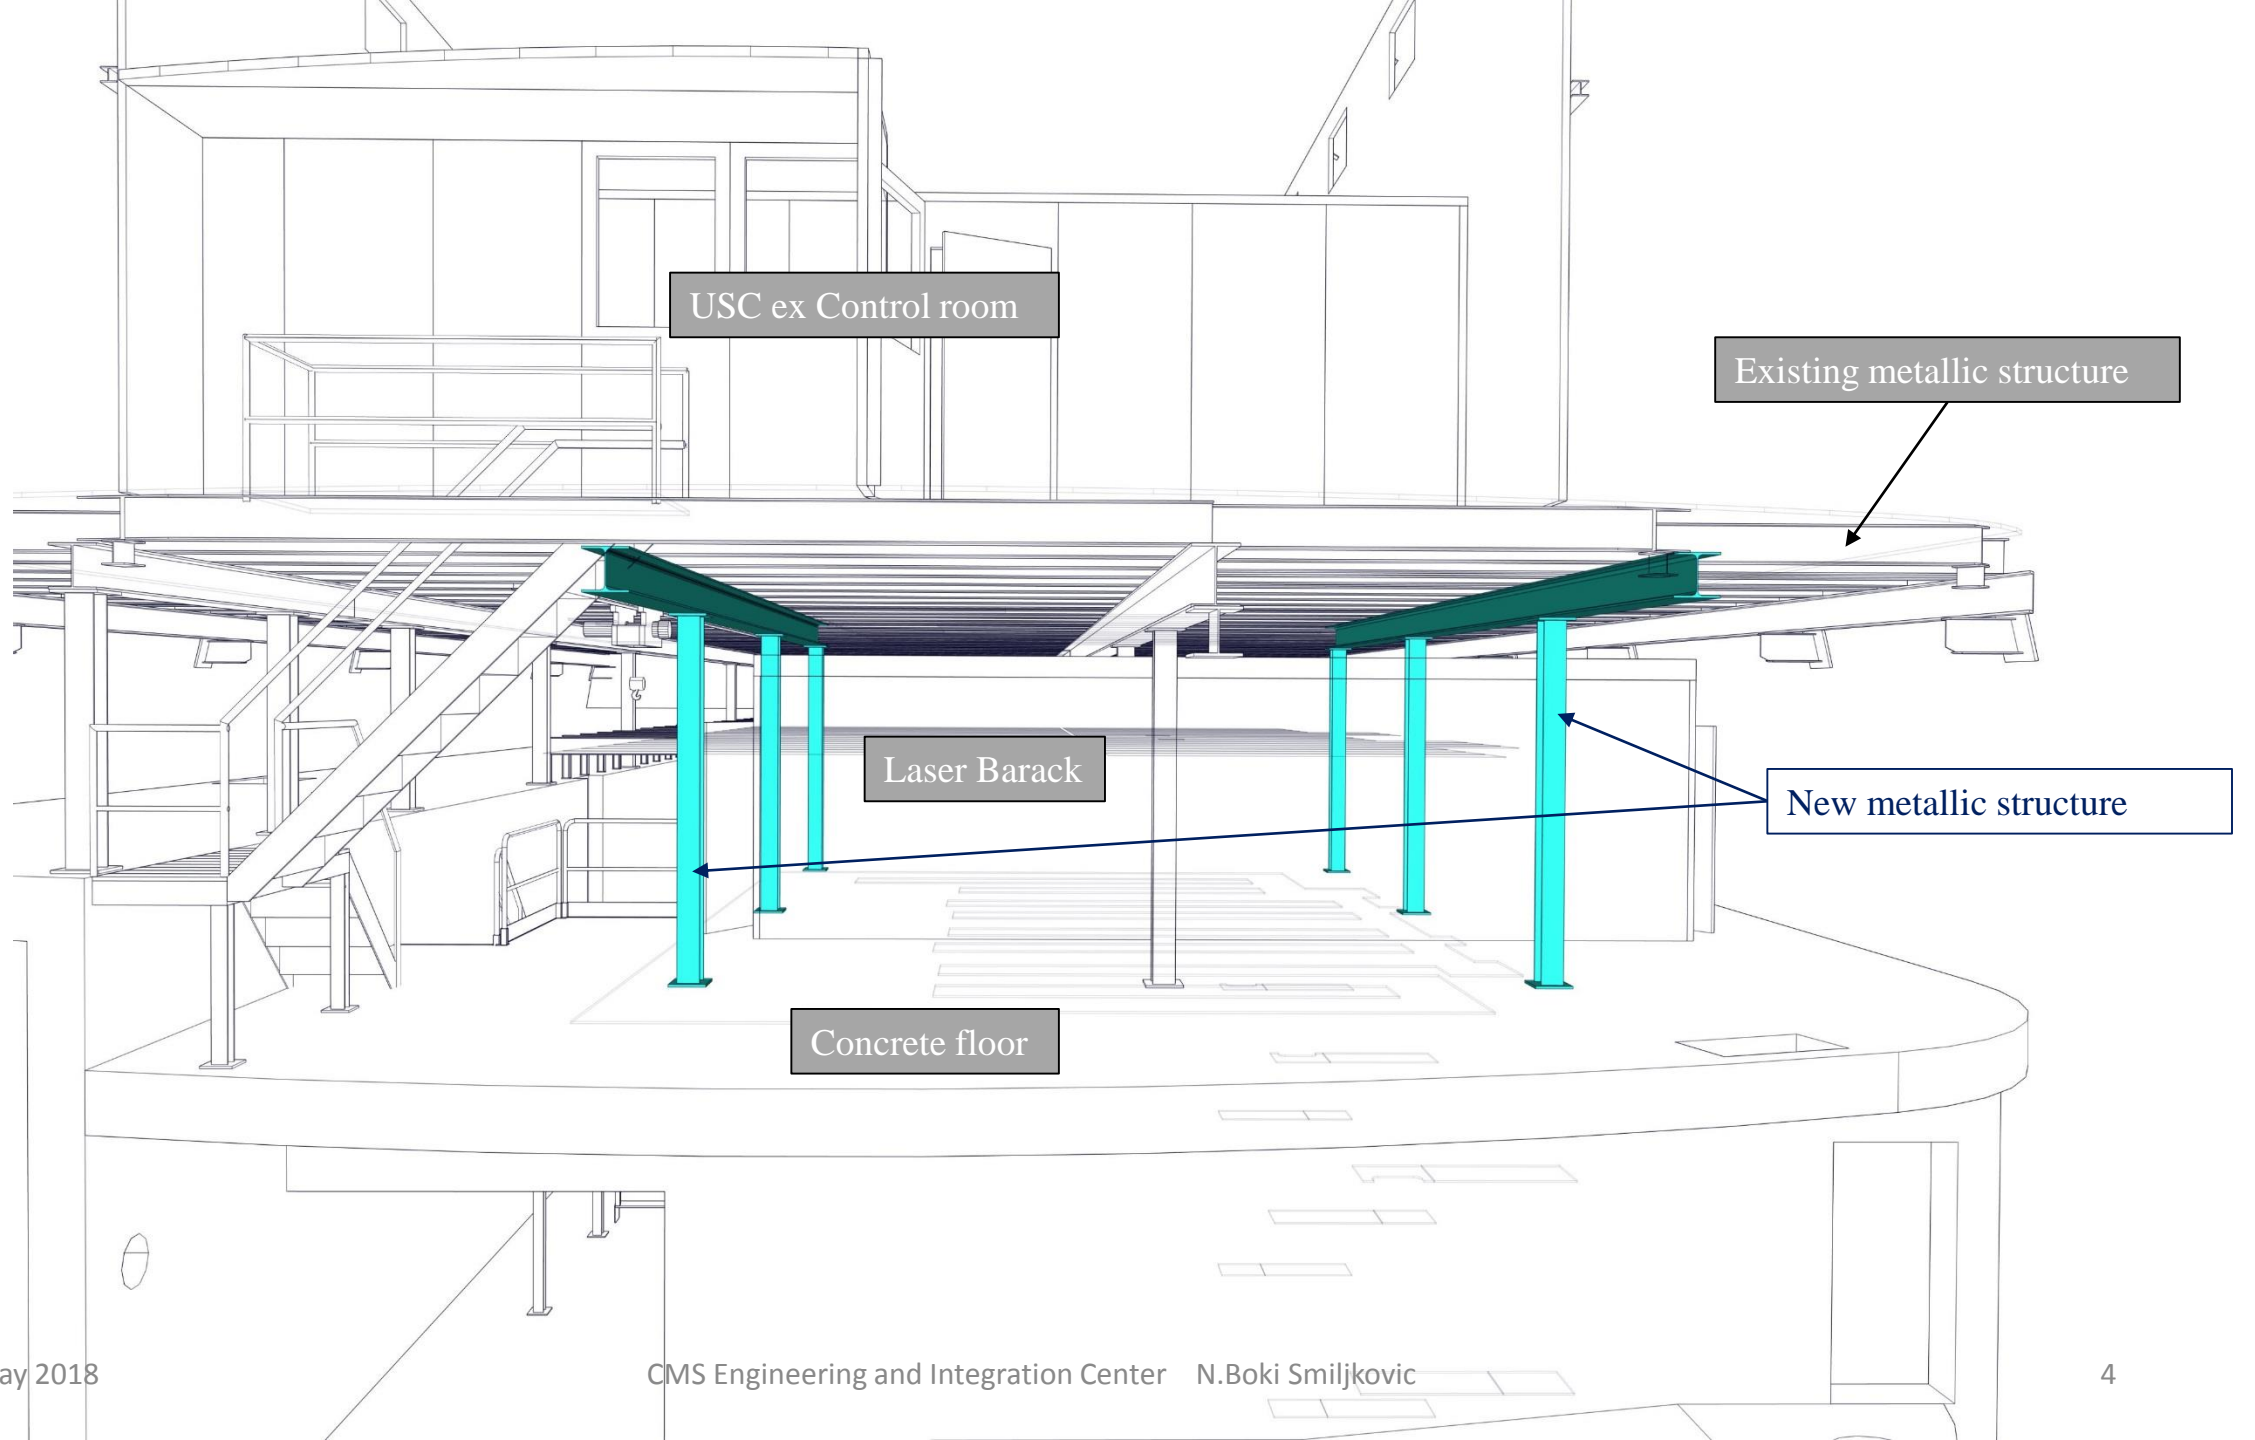 USC ex Control room
Existing metallic structure
Laser Barack
New metallic structure
Concrete floor
2018
CMS Engineering and Integration Center N.Boki Smiljkovic
4